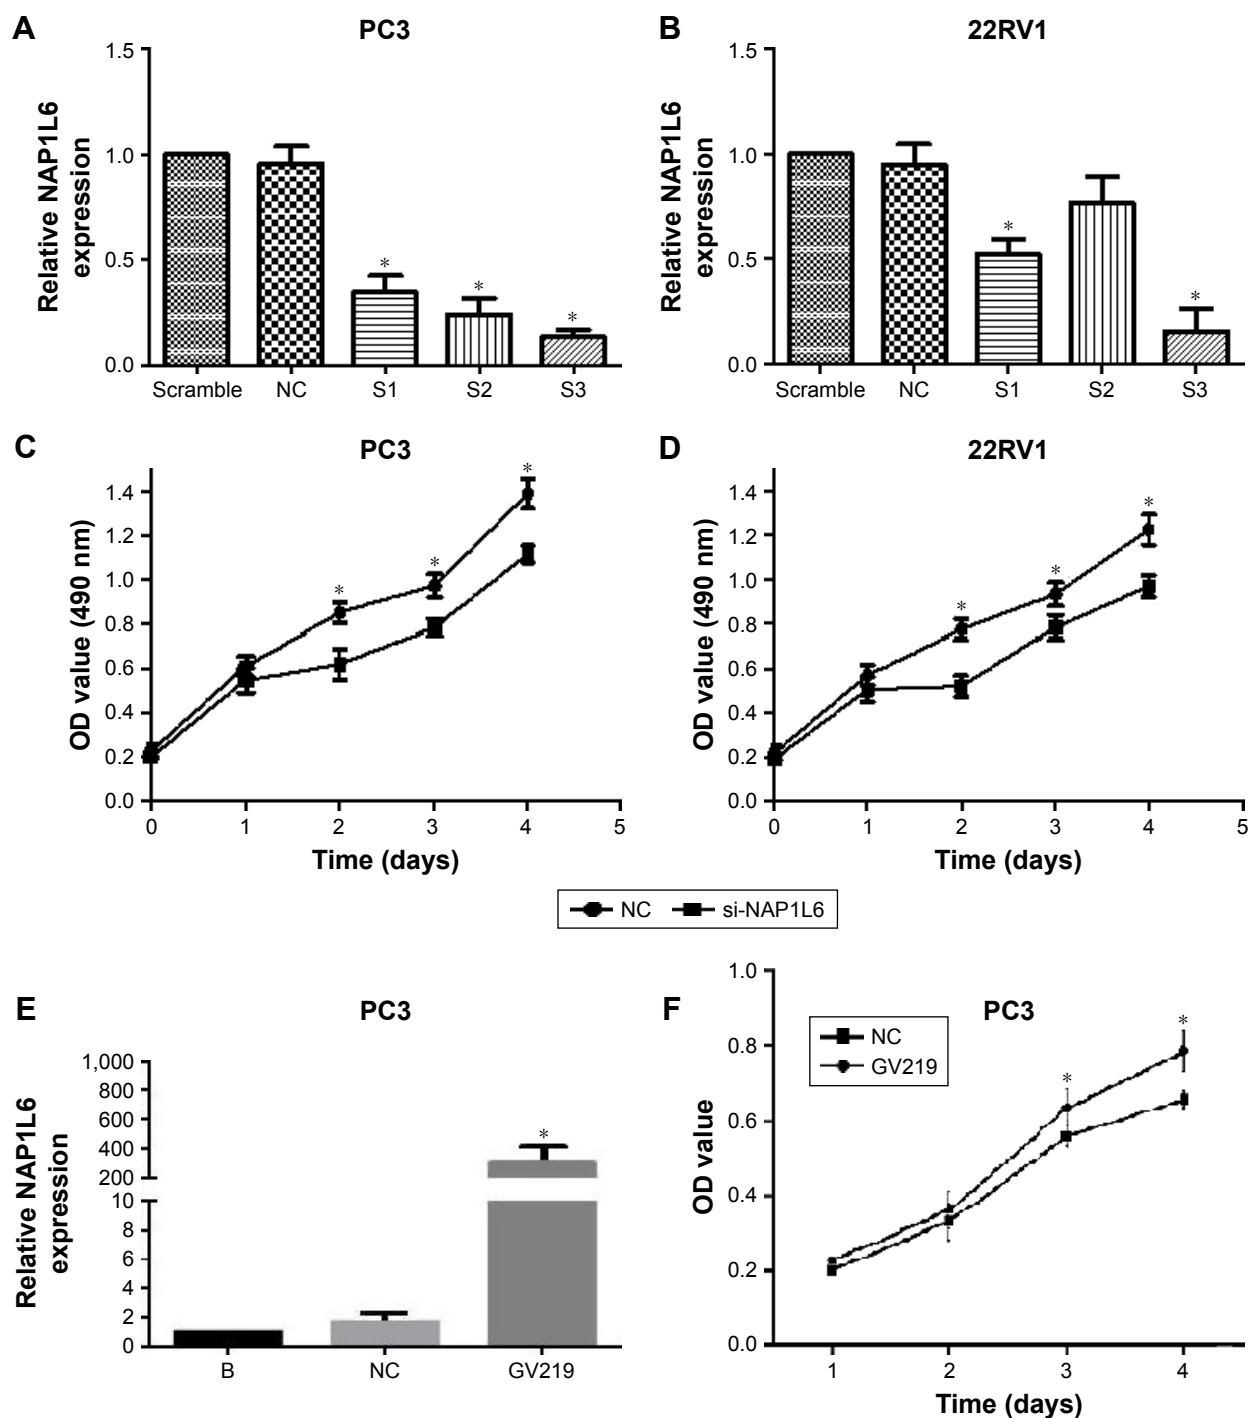 A
PC3
Relative NAP1L6
expression
1.5
1.0
0.5
0.0
*
*
*
Scramble
NC
S1
S2
S3
B
22RV1
Relative NAP1L6
expression
1.5
1.0
0.5
0.0
*
*
Scramble
NC
S1
S2
S3
C
PC3
OD value (490 nm)
1.4
1.2
1.0
0.8
0.6
0.4
0.2
0.0
*
*
*
0
1
2
3
4
5
Time (days)
D
22RV1
OD value (490 nm)
1.4
1.2
1.0
0.8
0.6
0.4
0.2
0.0
*
*
*
0
1
2
3
4
5
Time (days)
NC
si-NAP1L6
E
PC3
Relative NAP1L6
expression
1,000
800
600
400
200
10
8
6
4
2
0
*
B
NC
GV219
F
PC3
NC
GV219
OD value
1.0
0.8
0.6
0.4
0.2
0.0
*
*
1
2
3
4
Time (days)